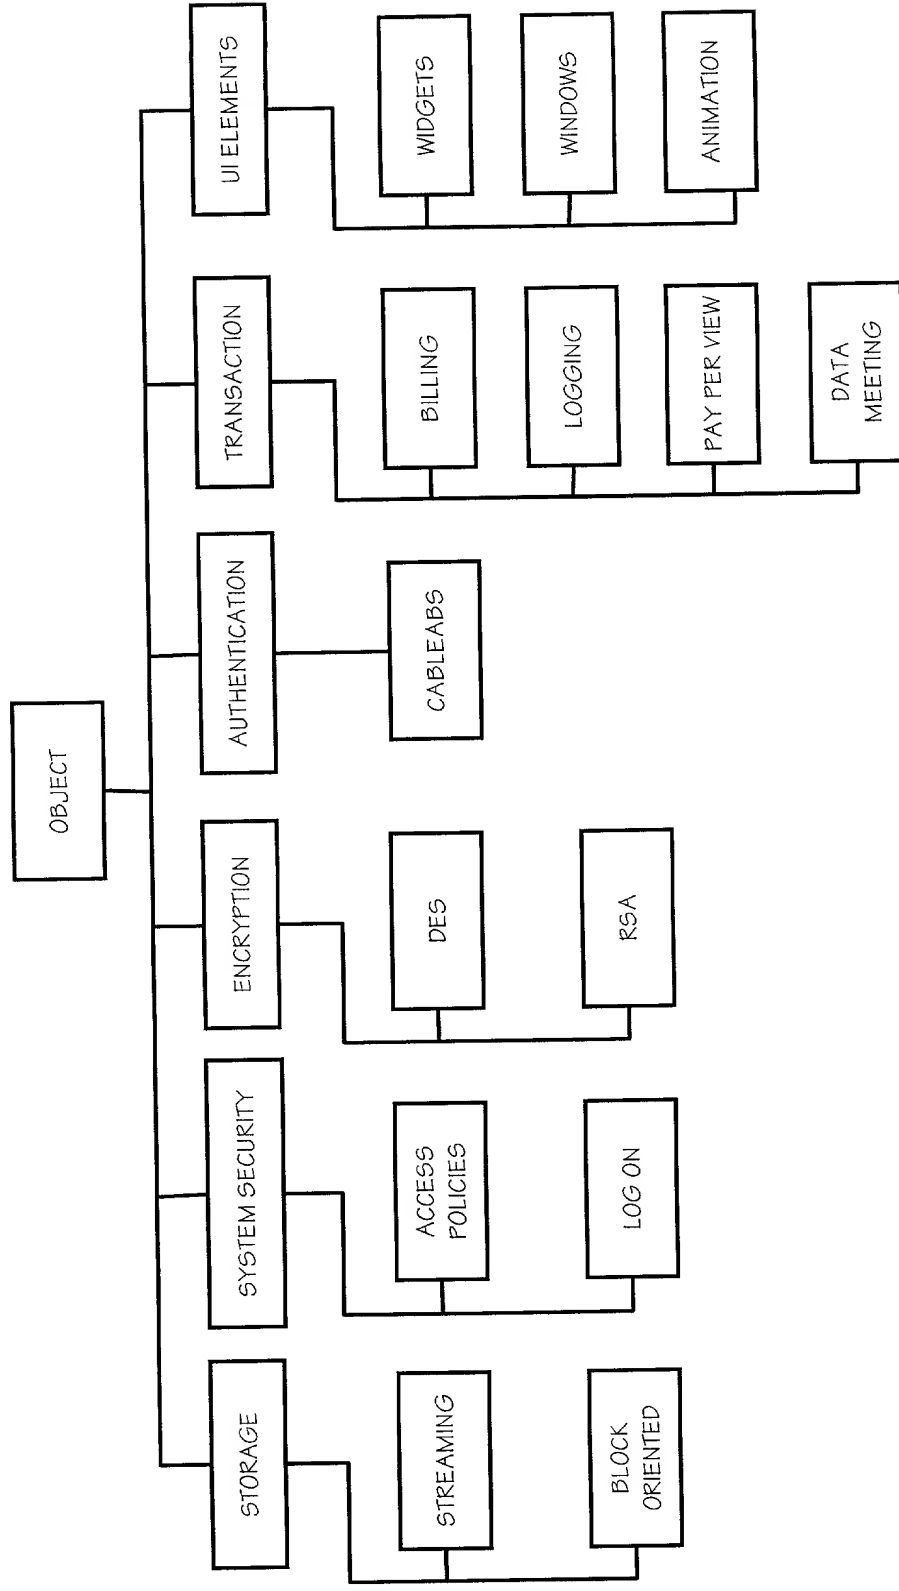 OBJECT
STORAGE
SYSTEM SECURITY
ENCRYPTION
AUTHENTICATION
TRANSACTION
UI ELEMENTS
STREAMING
BLOCK
ORIENTED
ACCESS
POLICIES
LOG ON
DES
RSA
CABLEABS
BILLING
LOGGING
PAY PER VIEW
DATA
MEETING
WIDGETS
WINDOWS
ANIMATION